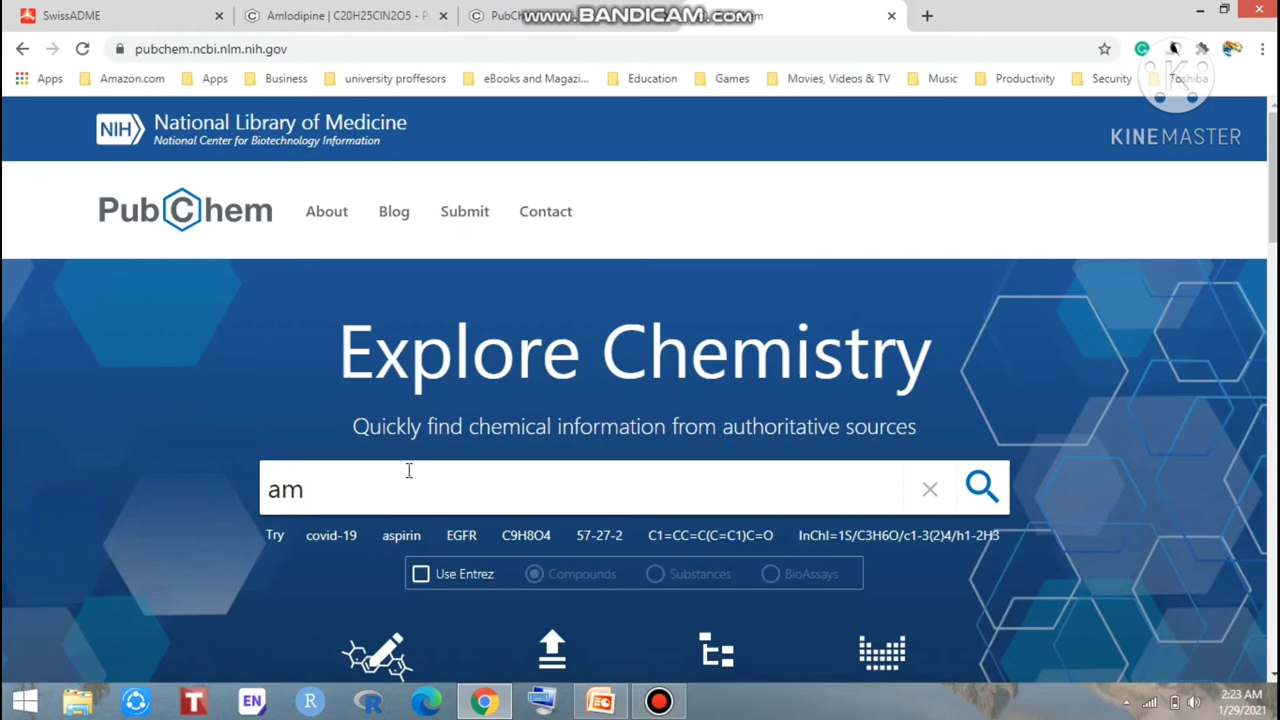 SwissADME
Amlodipine | C20H25ClN2O5 - P
PubCh
www.BANDICAM.com
em
pubchem.ncbi.nlm.nih.gov
Apps
Amazon.com
Apps
Business
university proffesors
eBooks and Magazi...
Education
Games
Movies, Videos & TV
Music
Productivity
Security
Toshiba
K
NIH
National Library of Medicine
National Center for Biotechnology Information
KINEMASTER
PubChem
About
Blog
Submit
Contact
Explore Chemistry
Quickly find chemical information from authoritative sources
am
Try covid-19 aspirin EGFR C9H8O4 57-27-2 C1=CC=C(C=C1)C=O InChI=1S/C3H6O/c1-3(2)4/h1-2H3
Use Entrez Compounds Substances BioAssays
EN
2:23 AM
1/29/2021